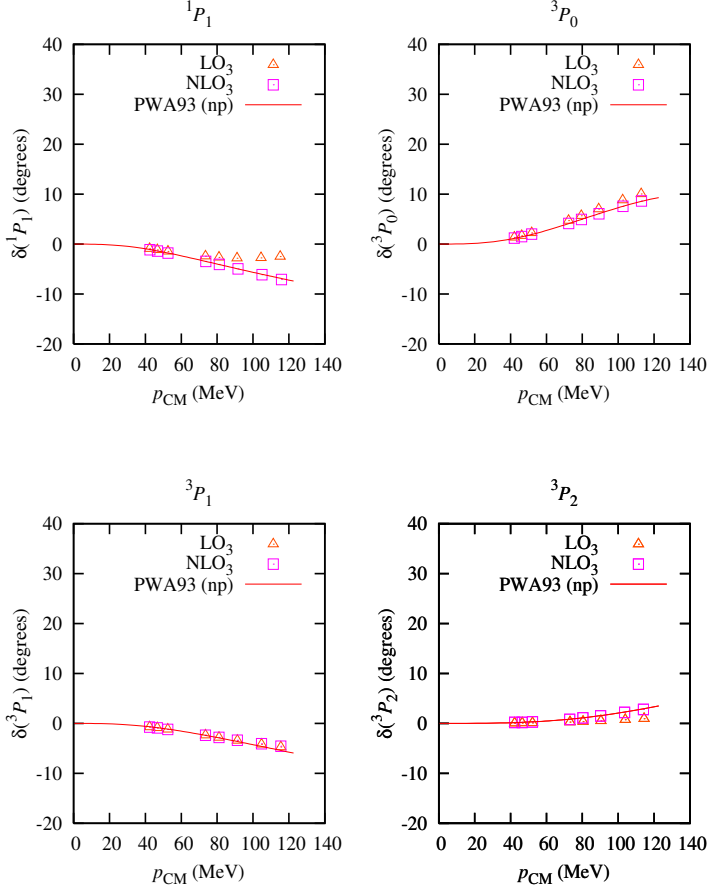 ¹P₁
40
30
20
10
0
-10
-20
δ(¹P₁) (degrees)
LO₃
NLO₃
PWA93 (np)
0 20 40 60 80 100 120 140
p_CM (MeV)
³P₀
40
30
20
10
0
-10
-20
δ(³P₀) (degrees)
LO₃
NLO₃
PWA93 (np)
0 20 40 60 80 100 120 140
p_CM (MeV)
³P₁
40
30
20
10
0
-10
-20
δ(³P₁) (degrees)
LO₃
NLO₃
PWA93 (np)
0 20 40 60 80 100 120 140
p_CM (MeV)
³P₂
40
30
20
10
0
-10
-20
δ(³P₂) (degrees)
LO₃
NLO₃
PWA93 (np)
0 20 40 60 80 100 120 140
p_CM (MeV)